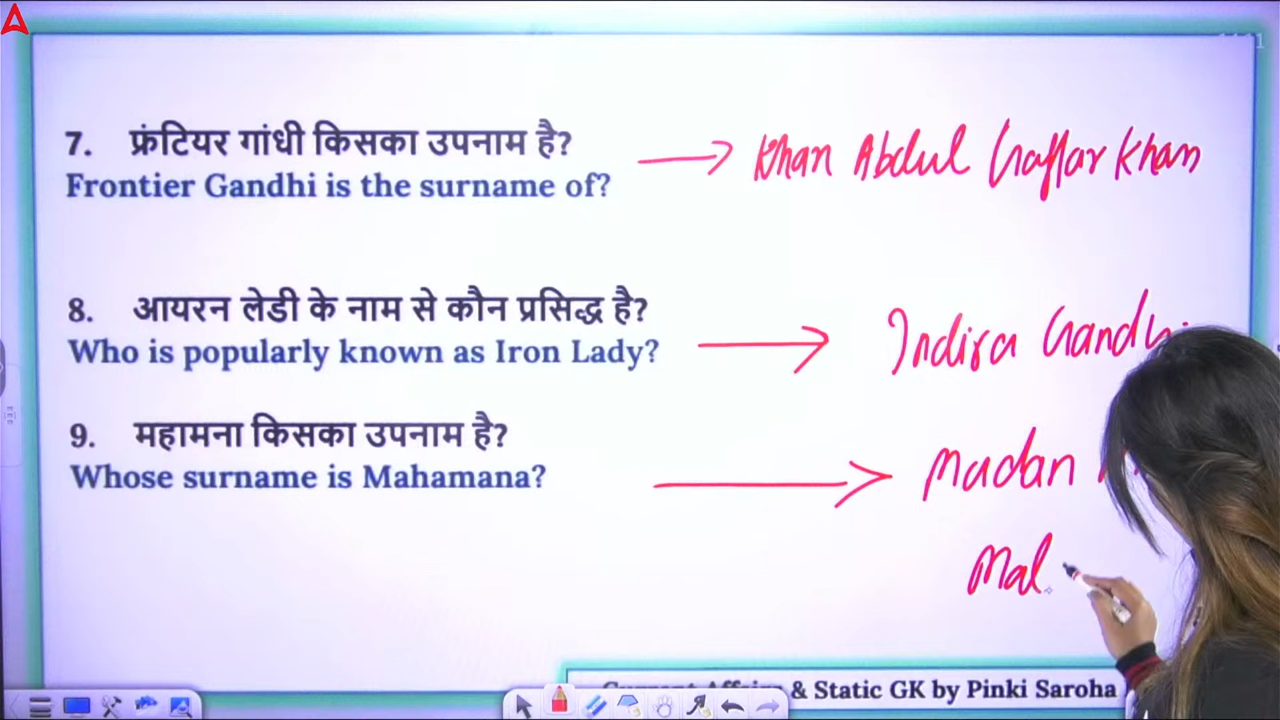 7. फ्रंटियर गांधी किसका उपनाम है?
Frontier Gandhi is the surname of?
Khan Abdul Gaffar Khan
8. आयरन लेडी के नाम से कौन प्रसिद्ध है?
Who is popularly known as Iron Lady?
Indira Gandhi
9. महामना किसका उपनाम है?
Whose surname is Mahamana?
Madan
Mal
Current Affairs & Static GK by Pinki Saroha